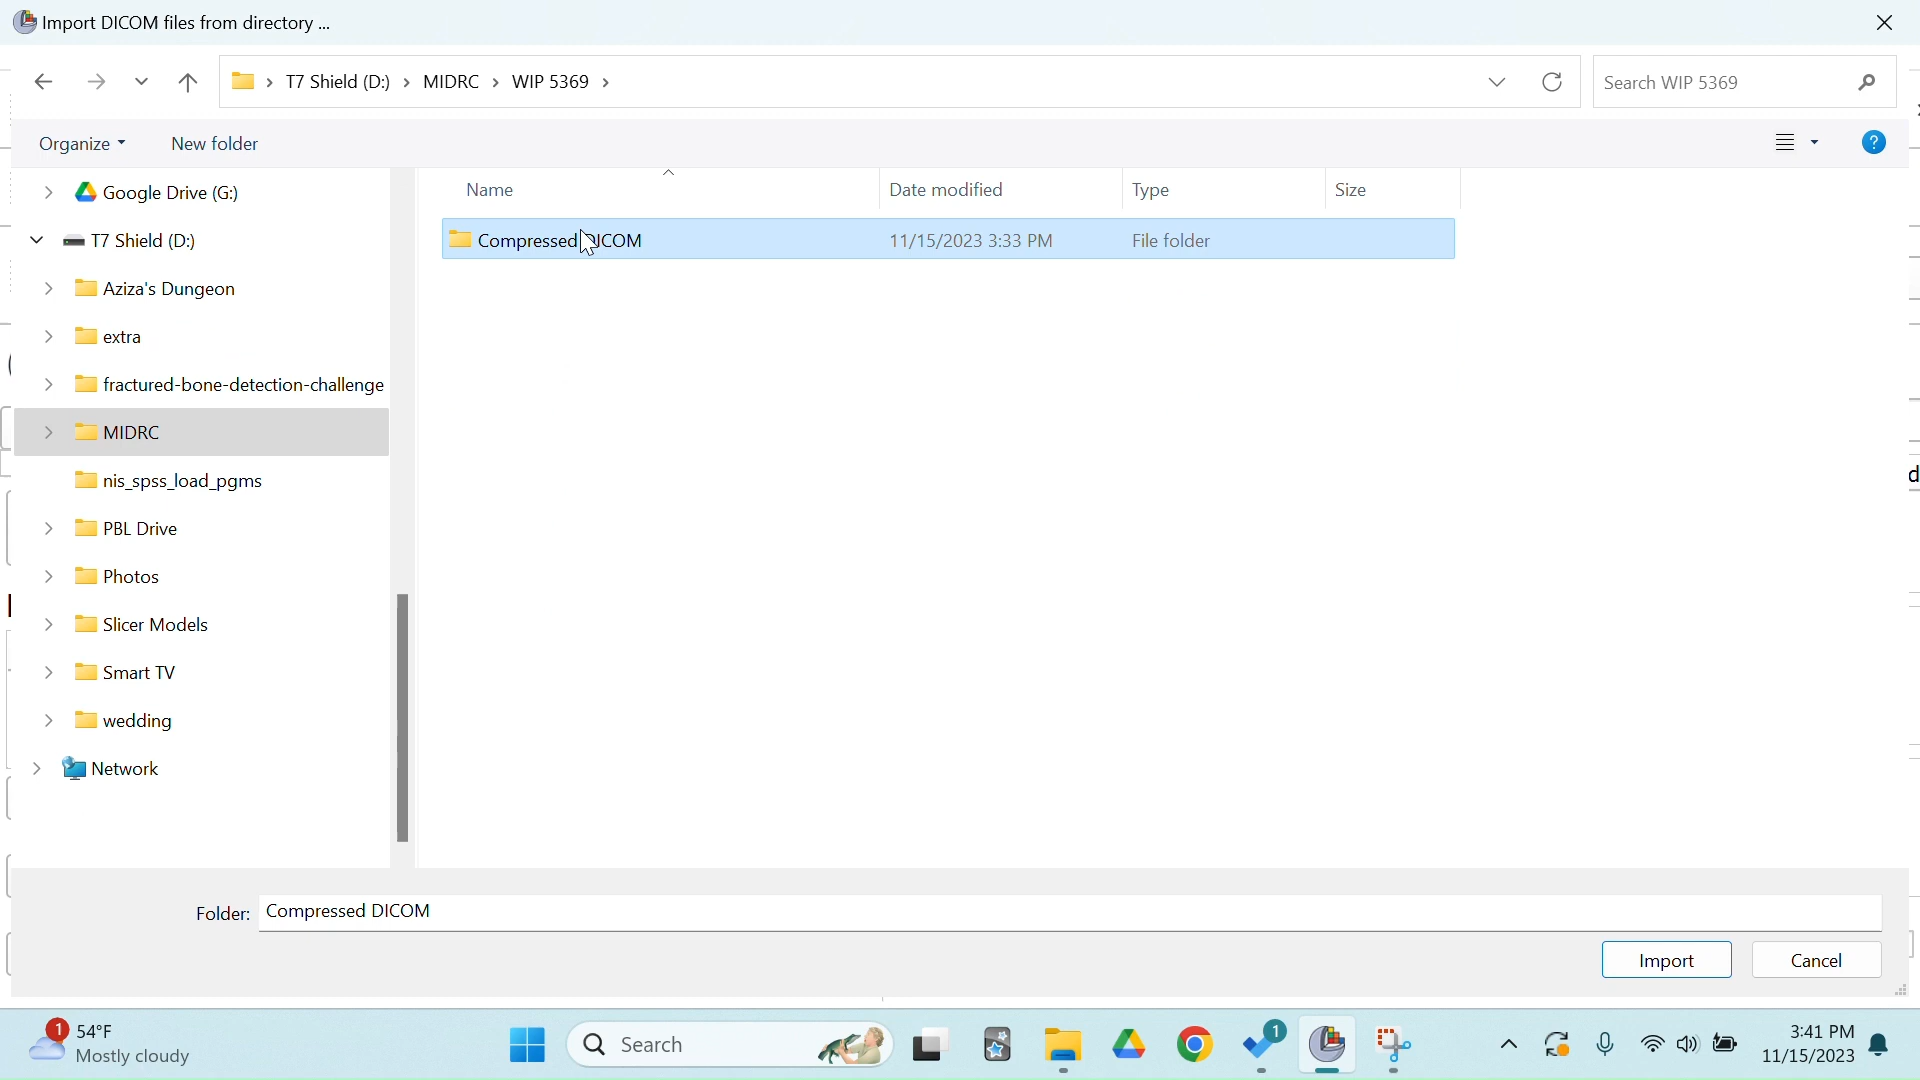 Import DICOM files from directory ...
T7 Shield (D:) > MIDRC > WIP 5369 >
Search WIP 5369
Organize
New folder
Name
Date modified
Type
Size
Google Drive (G:)
T7 Shield (D:)
Aziza's Dungeon
extra
fractured-bone-detection-challenge
MIDRC
nis_spss_load_pgms
PBL Drive
Photos
Slicer Models
Smart TV
wedding
Network
Compressed DICOM
11/15/2023 3:33 PM
File folder
d
Folder:
Compressed DICOM
Import
Cancel
1
54°F
Mostly cloudy
Search
1
3:41 PM
11/15/2023